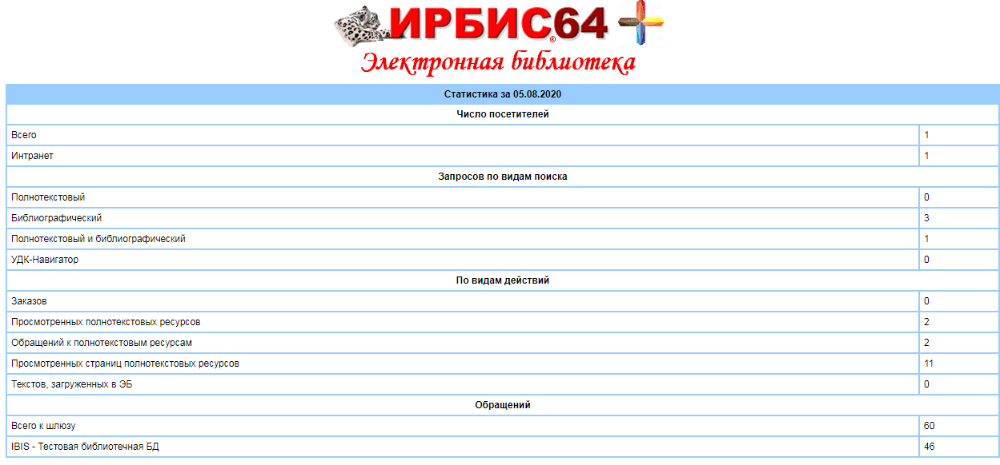 ИРБИС64
®
Электронная библиотека
Статистика за 05.08.2020
Число посетителей
Всего 1
Интранет 1
Запросов по видам поиска
Полнотекстовый 0
Библиографический 3
Полнотекстовый и библиографический 1
УДК-Навигатор 0
По видам действий
Заказов 0
Просмотренных полнотекстовых ресурсов 2
Обращений к полнотекстовым ресурсам 2
Просмотренных страниц полнотекстовых ресурсов 11
Текстов, загруженных в ЭБ 0
Обращений
Всего к шлюзу 60
IBIS - Тестовая библиотечная БД 46